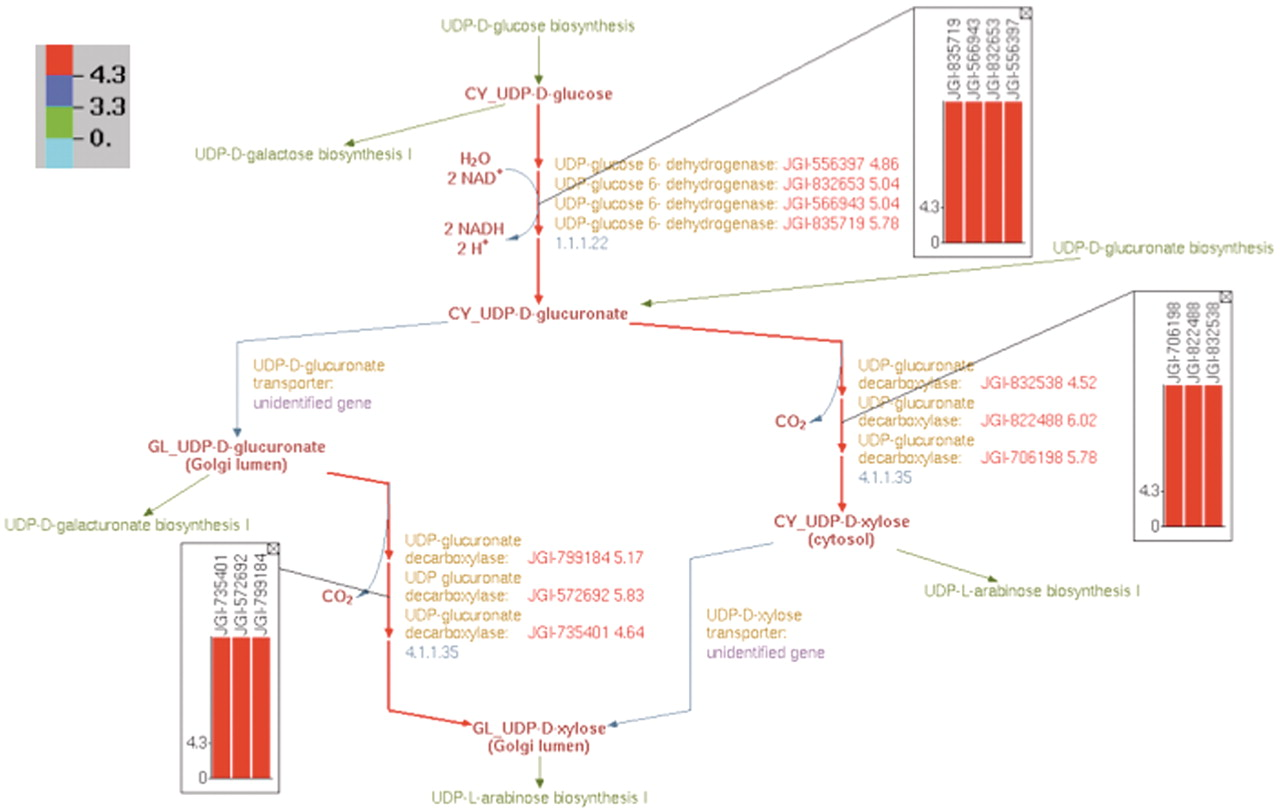 UDP-D-glucose biosynthesis
4.3
3.3
0.
CY_UDP-D-glucose
UDP-D-galactose biosynthesis I
H₂O
2 NAD⁺
2 NADH
2 H⁺
UDP-glucose 6- dehydrogenase: JGI-556397 4.86
UDP-glucose 6- dehydrogenase: JGI-832653 5.04
UDP-glucose 6- dehydrogenase: JGI-566943 5.04
UDP-glucose 6- dehydrogenase: JGI-835719 5.78
1.1.1.22
JGI-835719
JGI-566943
JGI-832653
JGI-556397
4.3
0
UDP-D-glucuronate biosynthesis
CY_UDP-D-glucuronate
UDP-D-glucuronate
transporter:
unidentified gene
UDP-glucuronate
decarboxylase: JGI-832538 4.52
UDP-glucuronate
decarboxylase: JGI-822488 6.02
UDP-glucuronate
decarboxylase: JGI-706198 5.78
4.1.1.35
CO₂
JGI-706198
JGI-822488
JGI-832538
4.3
0
GL_UDP-D-glucuronate
(Golgi lumen)
UDP-D-galacturonate biosynthesis I
CY_UDP-D-xylose
(cytosol)
UDP-L-arabinose biosynthesis I
JGI-735401
JGI-572692
JGI-799184
4.3
0
CO₂
UDP-glucuronate
decarboxylase: JGI-799184 5.17
UDP glucuronate
decarboxylase: JGI-572692 5.83
UDP-glucuronate
decarboxylase: JGI-735401 4.64
4.1.1.35
UDP-D-xylose
transporter:
unidentified gene
GL_UDP-D-xylose
(Golgi lumen)
UDP-L-arabinose biosynthesis I